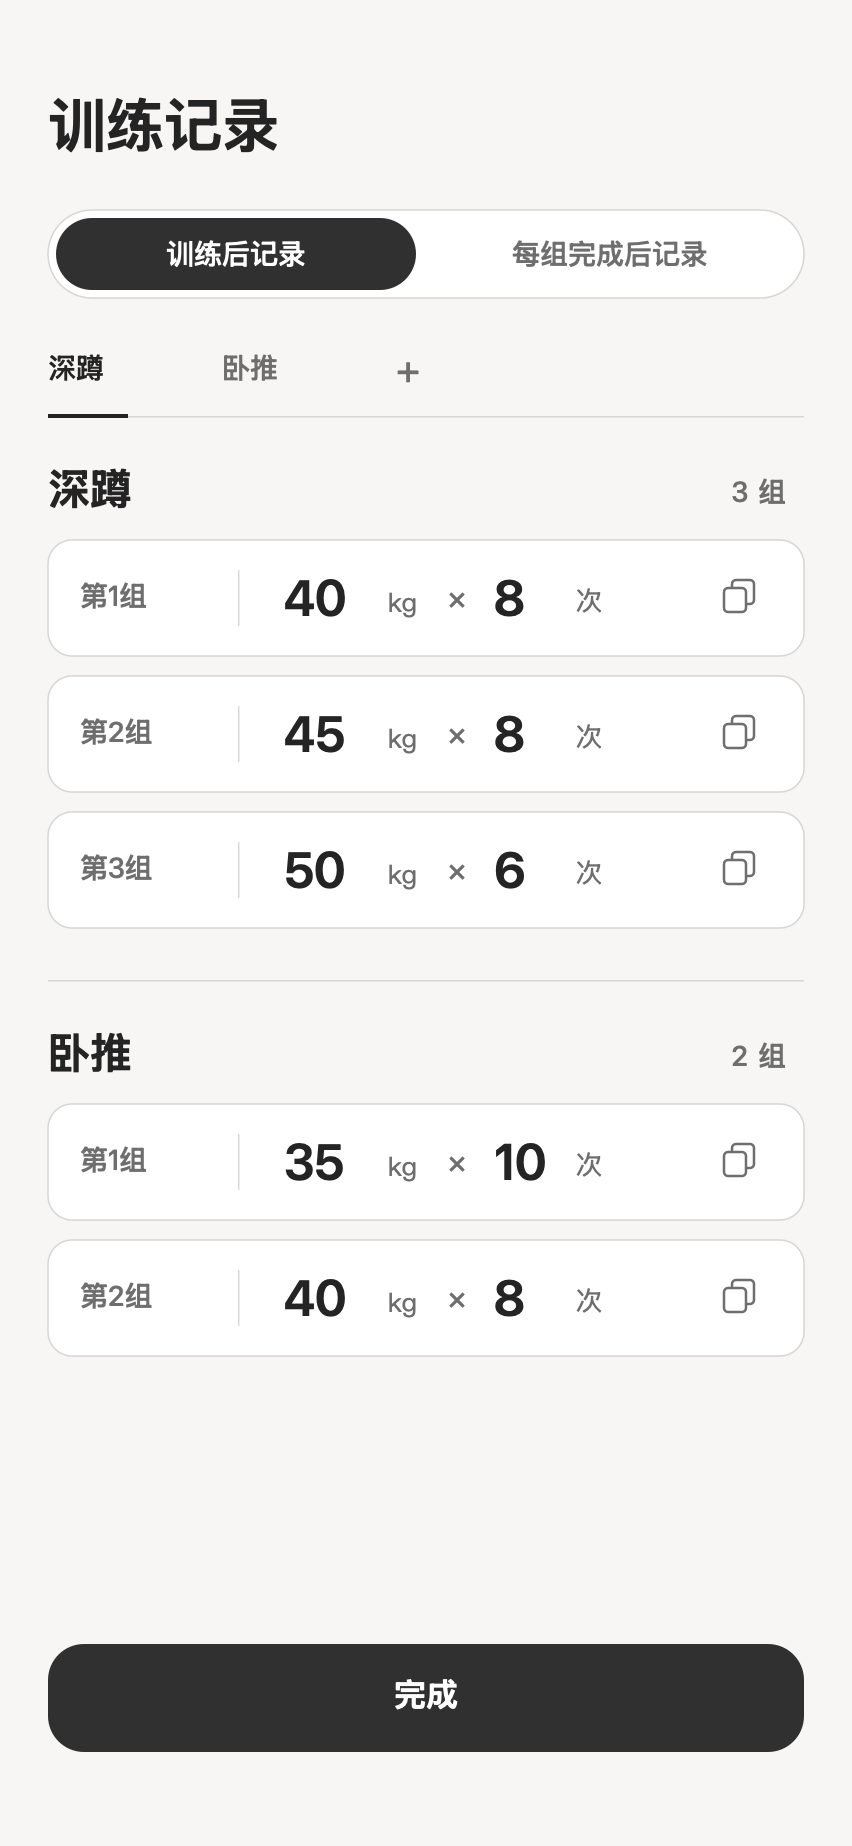 训练记录
训练后记录 每组完成后记录
深蹲 卧推 +
深蹲 3 组
第1组 40 kg × 8 次
第2组 45 kg × 8 次
第3组 50 kg × 6 次
卧推 2 组
第1组 35 kg × 10 次
第2组 40 kg × 8 次
完成